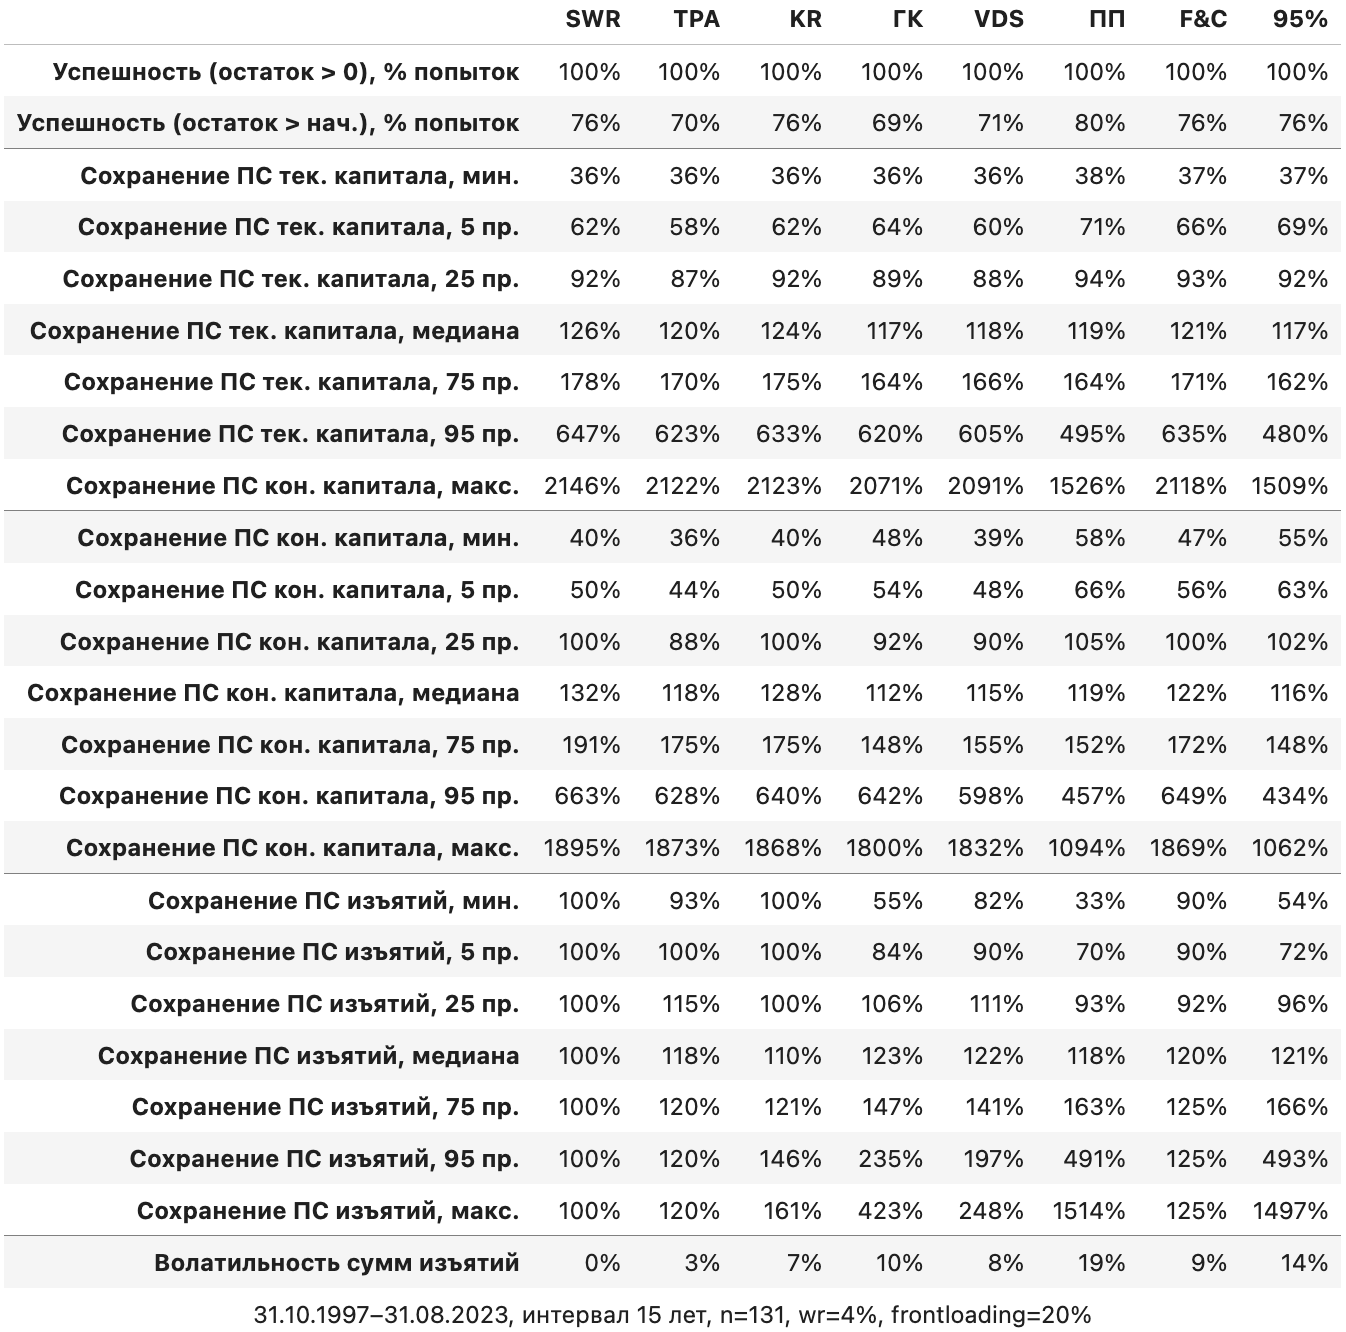 SWR TPA KR ГК VDS ПП F&C 95%
Успешность (остаток > 0), % попыток 100% 100% 100% 100% 100% 100% 100% 100%
Успешность (остаток > нач.), % попыток 76% 70% 76% 69% 71% 80% 76% 76%
Сохранение ПС тек. капитала, мин. 36% 36% 36% 36% 36% 38% 37% 37%
Сохранение ПС тек. капитала, 5 пр. 62% 58% 62% 64% 60% 71% 66% 69%
Сохранение ПС тек. капитала, 25 пр. 92% 87% 92% 89% 88% 94% 93% 92%
Сохранение ПС тек. капитала, медиана 126% 120% 124% 117% 118% 119% 121% 117%
Сохранение ПС тек. капитала, 75 пр. 178% 170% 175% 164% 166% 164% 171% 162%
Сохранение ПС тек. капитала, 95 пр. 647% 623% 633% 620% 605% 495% 635% 480%
Сохранение ПС кон. капитала, макс. 2146% 2122% 2123% 2071% 2091% 1526% 2118% 1509%
Сохранение ПС кон. капитала, мин. 40% 36% 40% 48% 39% 58% 47% 55%
Сохранение ПС кон. капитала, 5 пр. 50% 44% 50% 54% 48% 66% 56% 63%
Сохранение ПС кон. капитала, 25 пр. 100% 88% 100% 92% 90% 105% 100% 102%
Сохранение ПС кон. капитала, медиана 132% 118% 128% 112% 115% 119% 122% 116%
Сохранение ПС кон. капитала, 75 пр. 191% 175% 175% 148% 155% 152% 172% 148%
Сохранение ПС кон. капитала, 95 пр. 663% 628% 640% 642% 598% 457% 649% 434%
Сохранение ПС кон. капитала, макс. 1895% 1873% 1868% 1800% 1832% 1094% 1869% 1062%
Сохранение ПС изъятий, мин. 100% 93% 100% 55% 82% 33% 90% 54%
Сохранение ПС изъятий, 5 пр. 100% 100% 100% 84% 90% 70% 90% 72%
Сохранение ПС изъятий, 25 пр. 100% 115% 100% 106% 111% 93% 92% 96%
Сохранение ПС изъятий, медиана 100% 118% 110% 123% 122% 118% 120% 121%
Сохранение ПС изъятий, 75 пр. 100% 120% 121% 147% 141% 163% 125% 166%
Сохранение ПС изъятий, 95 пр. 100% 120% 146% 235% 197% 491% 125% 493%
Сохранение ПС изъятий, макс. 100% 120% 161% 423% 248% 1514% 125% 1497%
Волатильность сумм изъятий 0% 3% 7% 10% 8% 19% 9% 14%
31.10.1997–31.08.2023, интервал 15 лет, n=131, wr=4%, frontloading=20%